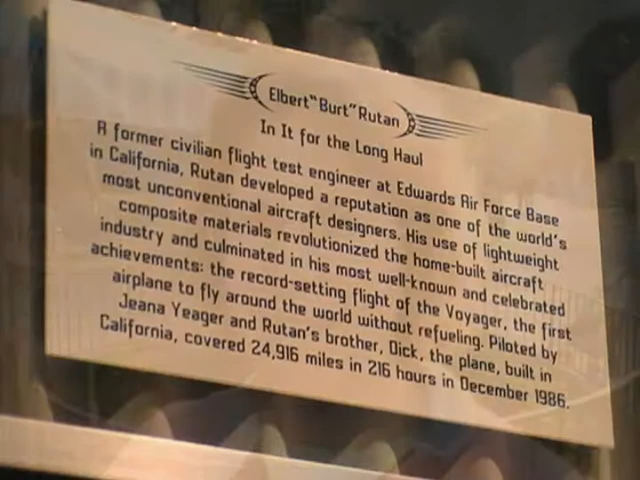 Elbert "Burt" Rutan
In It for the Long Haul
A former civilian flight test engineer at Edwards Air Force Base
in California, Rutan developed a reputation as one of the world's
most unconventional aircraft designers. His use of lightweight
composite materials revolutionized the home-built aircraft
industry and culminated in his most well-known and celebrated
achievements: the record-setting flight of the Voyager, the first
airplane to fly around the world without refueling. Piloted by
Jeana Yeager and Rutan's brother, Dick, the plane, built in
California, covered 24,916 miles in 216 hours in December 1986.